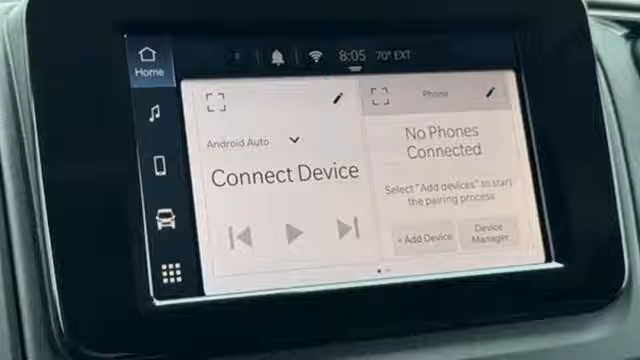 8:05 70° EXT
Home
Phone
Android Auto
No Phones
Connected
Connect Device
Select "Add devices" to start
the pairing process
+ Add Device
Device
Manager